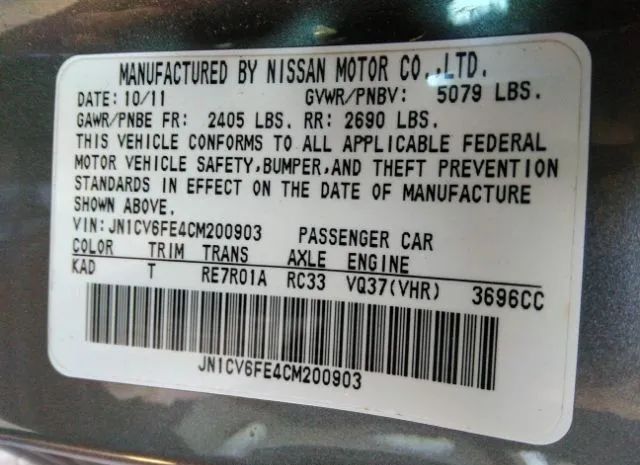 MANUFACTURED BY NISSAN MOTOR CO.,LTD.
DATE: 10/11 GVWR/PNBV: 5079 LBS.
GAWR/PNBE FR: 2405 LBS. RR: 2690 LBS.
THIS VEHICLE CONFORMS TO ALL APPLICABLE FEDERAL
MOTOR VEHICLE SAFETY,BUMPER,AND THEFT PREVENTION
STANDARDS IN EFFECT ON THE DATE OF MANUFACTURE
SHOWN ABOVE.
VIN: JN1CV6FE4CM200903 PASSENGER CAR
COLOR TRIM TRANS AXLE ENGINE
KAD T RE7R01A RC33 VQ37(VHR) 3696CC
JN1CV6FE4CM200903